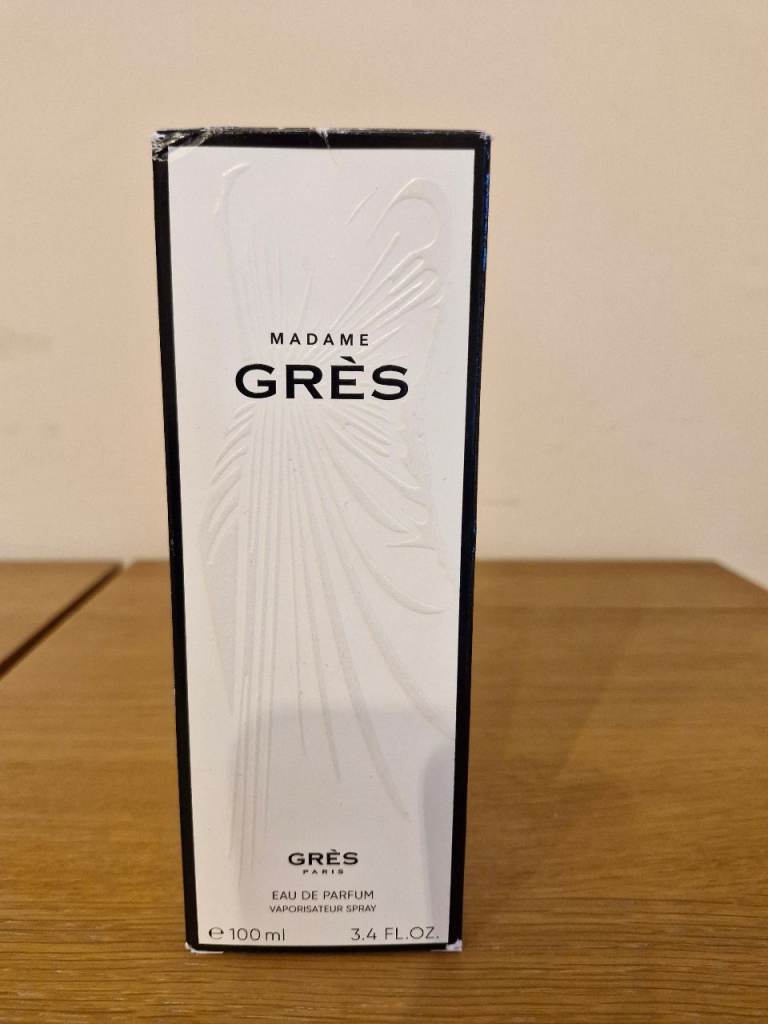 MADAME
GRÈS
GRÈS
PARIS
EAU DE PARFUM
VAPORISATEUR SPRAY
℮ 100 ml 3.4 FL.OZ.